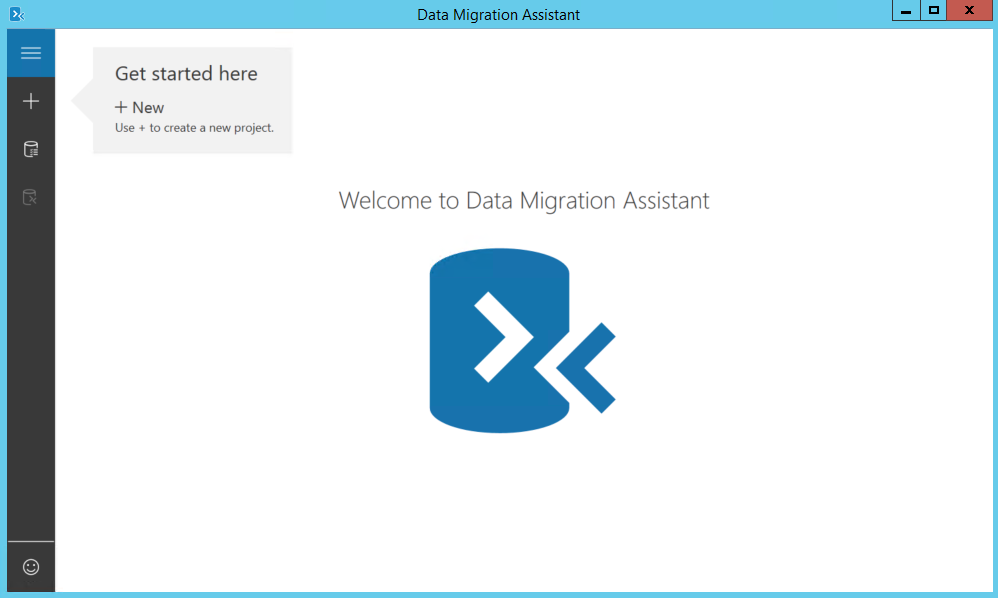 Data Migration Assistant
Get started here
+ New
Use + to create a new project.
Welcome to Data Migration Assistant